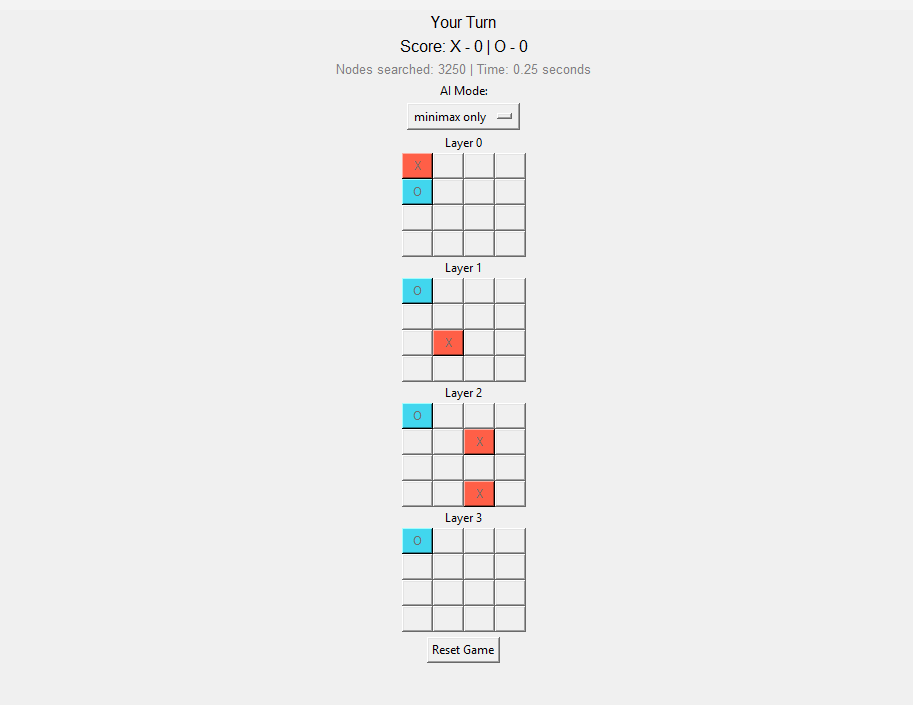 Your Turn
Score: X - 0 | O - 0
Nodes searched: 3250 | Time: 0.25 seconds
AI Mode:
minimax only
Layer 0
X
O
Layer 1
O
X
Layer 2
O
X
X
Layer 3
O
Reset Game